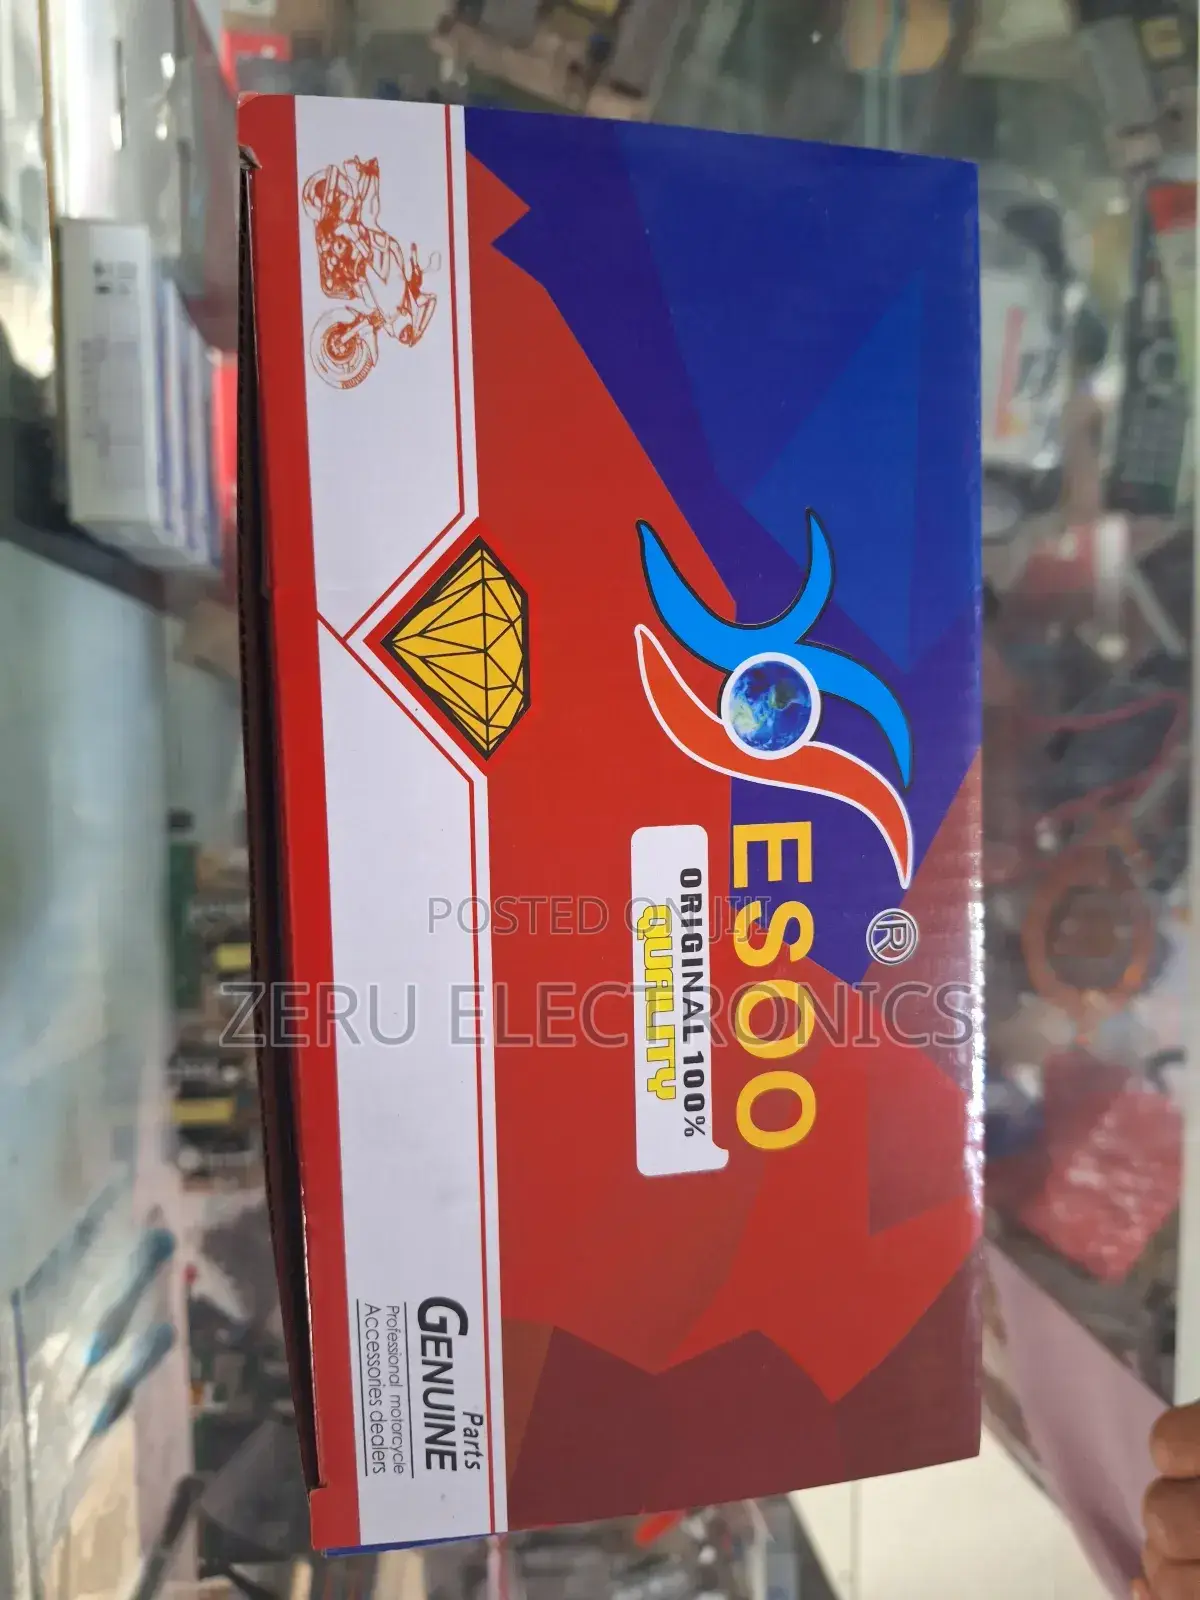 ESOO
®
ORIGINAL 100%
QUALITY
Parts
GENUINE
Professional motorcycle
Accessories dealers
POSTED ON JIJI
ZERU ELECTRONICS